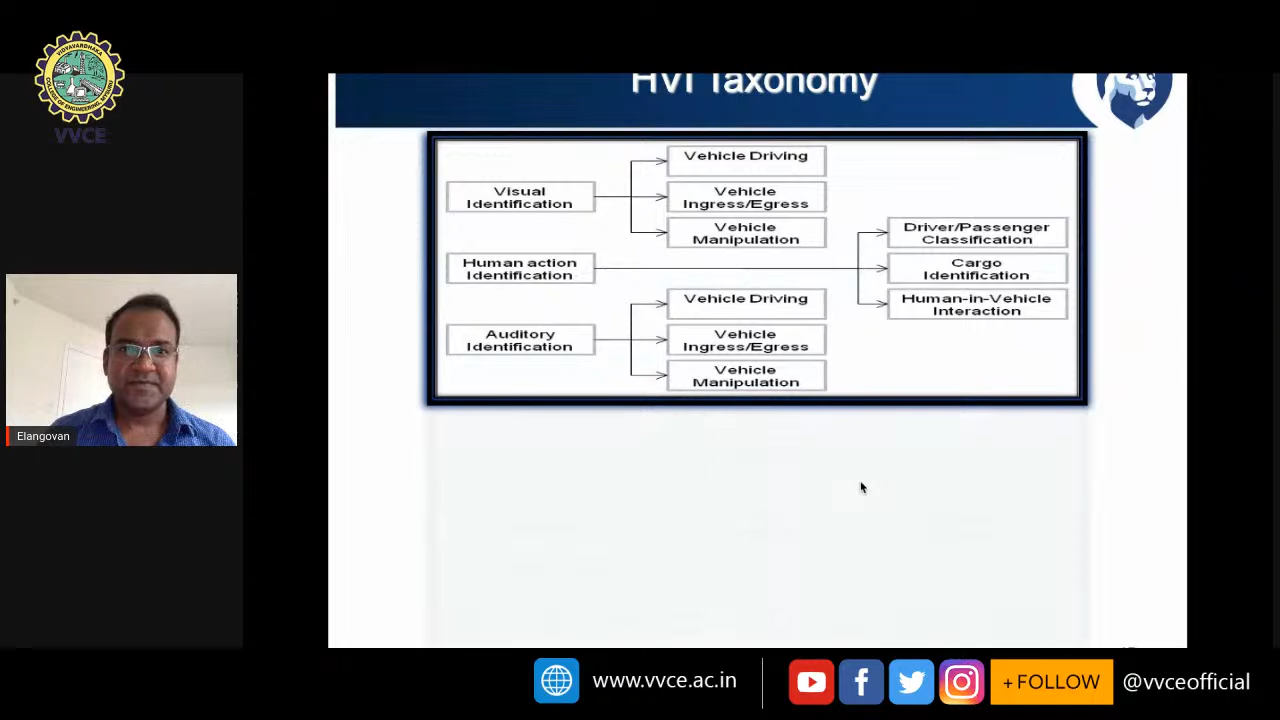 VIDYAVARDHAKA
VVCE
HVI Taxonomy
Visual
Identification
Vehicle Driving
Vehicle
Ingress/Egress
Vehicle
Manipulation
Human action
Identification
Driver/Passenger
Classification
Cargo
Identification
Human-in-Vehicle
Interaction
Auditory
Identification
Vehicle Driving
Vehicle
Ingress/Egress
Vehicle
Manipulation
Elangovan
www.vvce.ac.in
+ FOLLOW
@vvceofficial